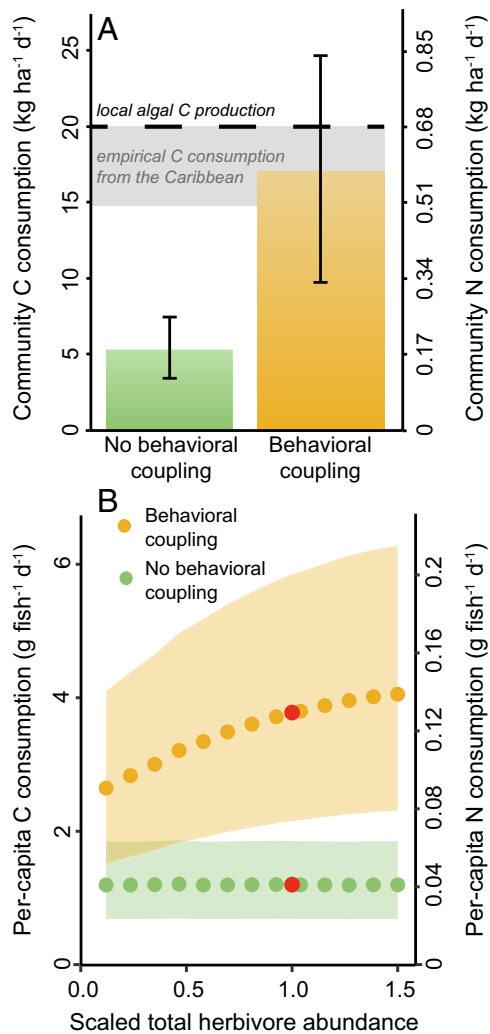 A
Community C consumption (kg ha⁻¹ d⁻¹)
25
20
15
10
5
0
local algal C production
empirical C consumption
from the Caribbean
0.85
0.68
0.51
0.34
0.17
0
Community N consumption (kg ha⁻¹ d⁻¹)
No behavioral
coupling
Behavioral
coupling
B
Behavioral
coupling
No behavioral
coupling
Per-capita C consumption (g fish⁻¹ d⁻¹)
6
4
2
0
0.2
0.16
0.12
0.08
0.04
0
Per-capita N consumption (g fish⁻¹ d⁻¹)
0.0
0.5
1.0
1.5
Scaled total herbivore abundance